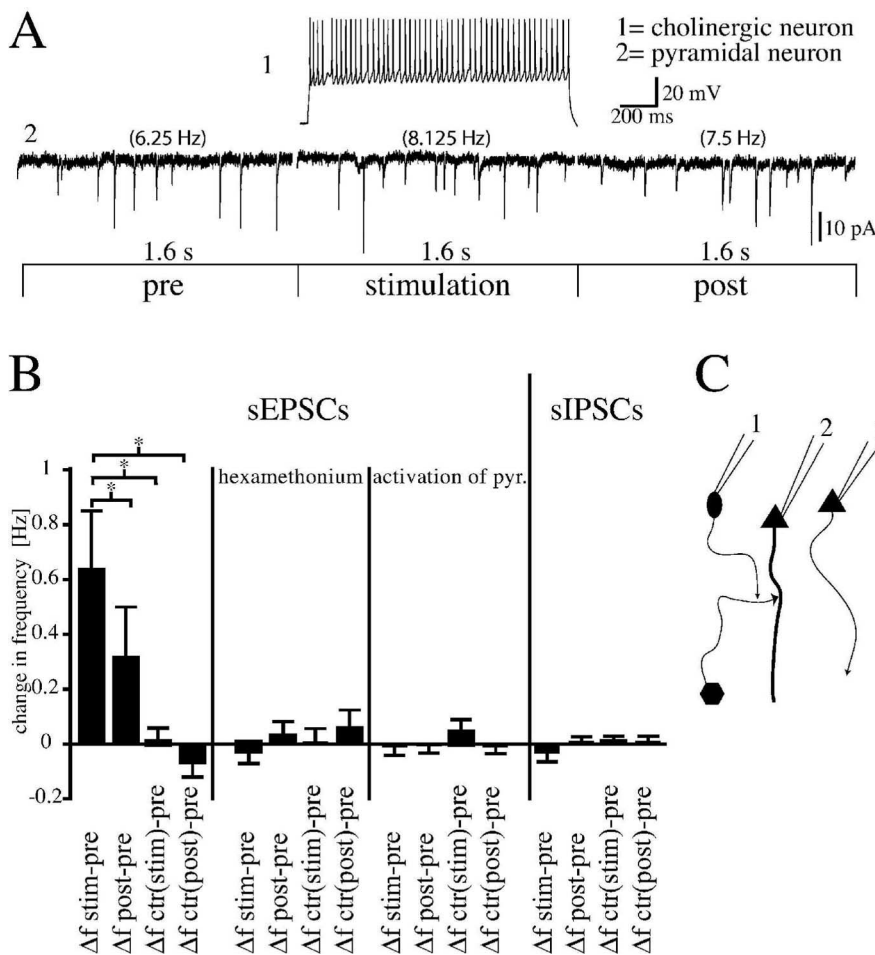 A
1= cholinergic neuron
2= pyramidal neuron
1
20 mV
200 ms
2
(6.25 Hz)
(8.125 Hz)
(7.5 Hz)
10 pA
1.6 s
1.6 s
1.6 s
pre
stimulation
post
B
C
sEPSCs
sIPSCs
hexamethonium
activation of pyr.
*
*
*
change in frequency [Hz]
1
0.8
0.6
0.4
0.2
0
-0.2
Δf stim-pre
Δf post-pre
Δf ctr(stim)-pre
Δf ctr(post)-pre
Δf stim-pre
Δf post-pre
Δf ctr(stim)-pre
Δf ctr(post)-pre
Δf stim-pre
Δf post-pre
Δf ctr(stim)-pre
Δf ctr(post)-pre
Δf stim-pre
Δf post-pre
Δf ctr(stim)-pre
Δf ctr(post)-pre
1
2